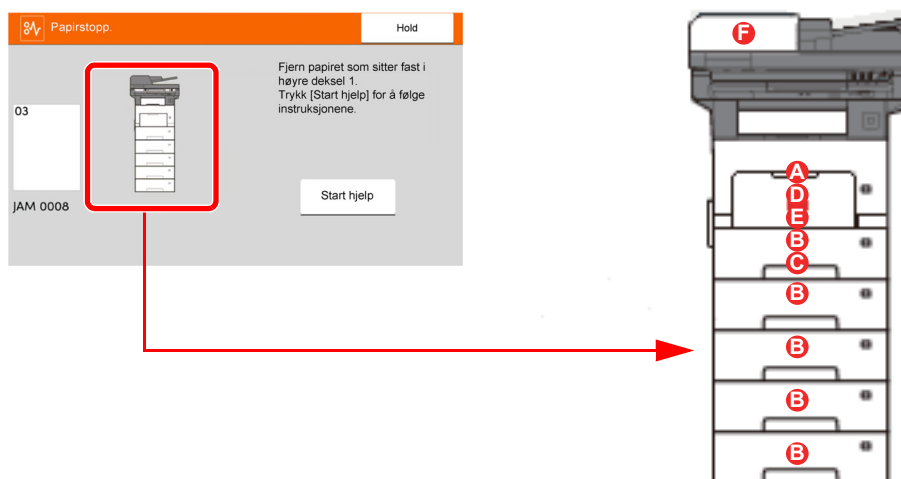 Papirstopp.
Hold
Fjern papiret som sitter fast i
høyre deksel 1.
Trykk [Start hjelp] for å følge
instruksjonene.
03
Start hjelp
JAM 0008
F
A
D
E
B
C
B
B
B
B